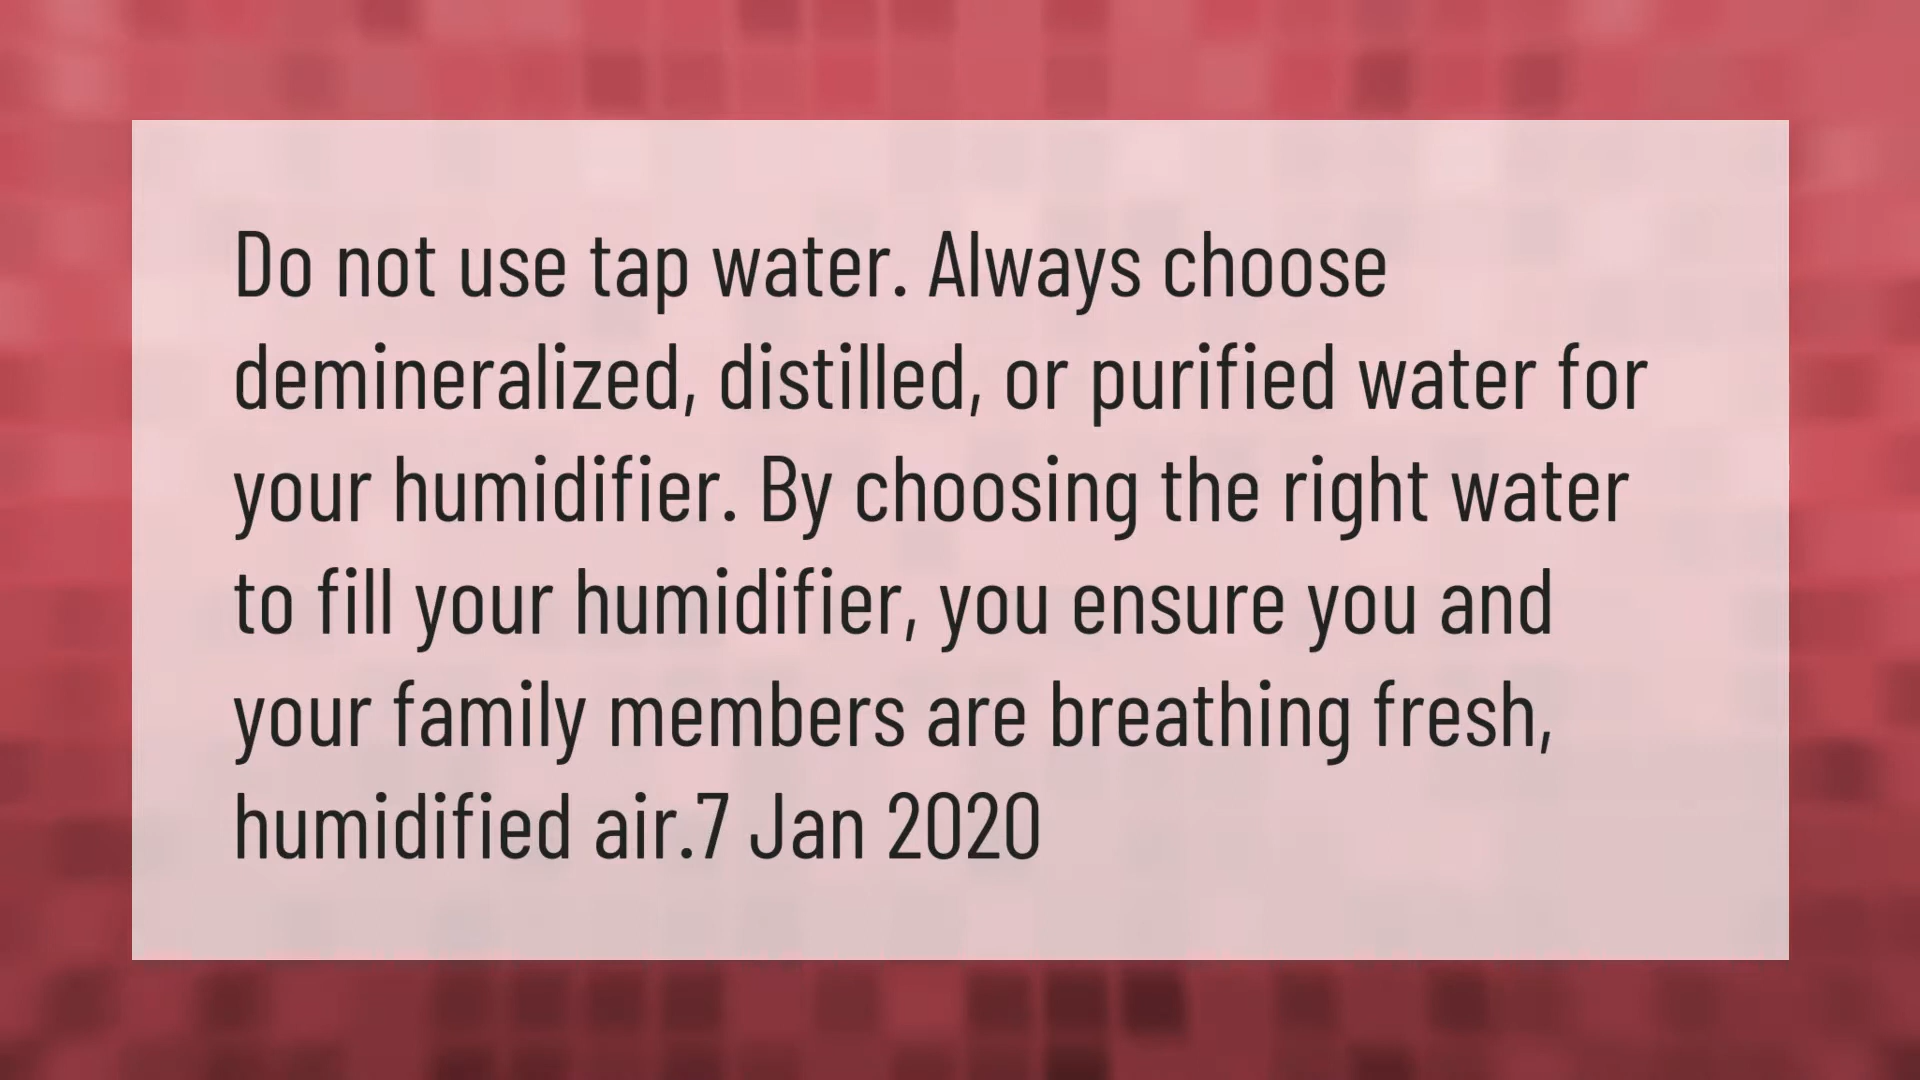 Do not use tap water. Always choose
demineralized, distilled, or purified water for
your humidifier. By choosing the right water
to fill your humidifier, you ensure you and
your family members are breathing fresh,
humidified air.7 Jan 2020